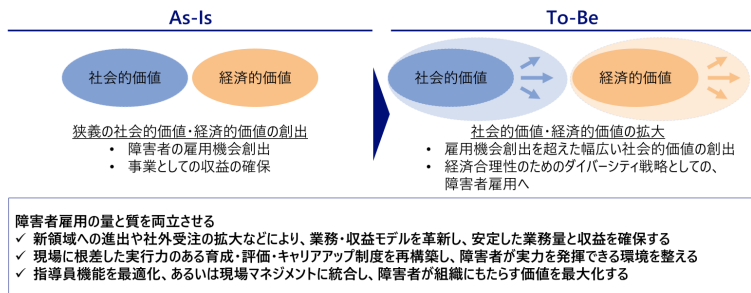 As-Is
To-Be
社会的価値
経済的価値
社会的価値
経済的価値
狭義の社会的価値・経済的価値の創出
• 障害者の雇用機会創出
• 事業としての収益の確保
社会的価値・経済的価値の拡大
• 雇用機会創出を超えた幅広い社会的価値の創出
• 経済合理性のためのダイバーシティ戦略としての、
障害者雇用へ
障害者雇用の量と質を両立させる
✓ 新領域への進出や社外受注の拡大などにより、業務・収益モデルを革新し、安定した業務量と収益を確保する
✓ 現場に根差した実行力のある育成・評価・キャリアアップ制度を再構築し、障害者が実力を発揮できる環境を整える
✓ 指導員機能を最適化、あるいは現場マネジメントに統合し、障害者が組織にもたらす価値を最大化する